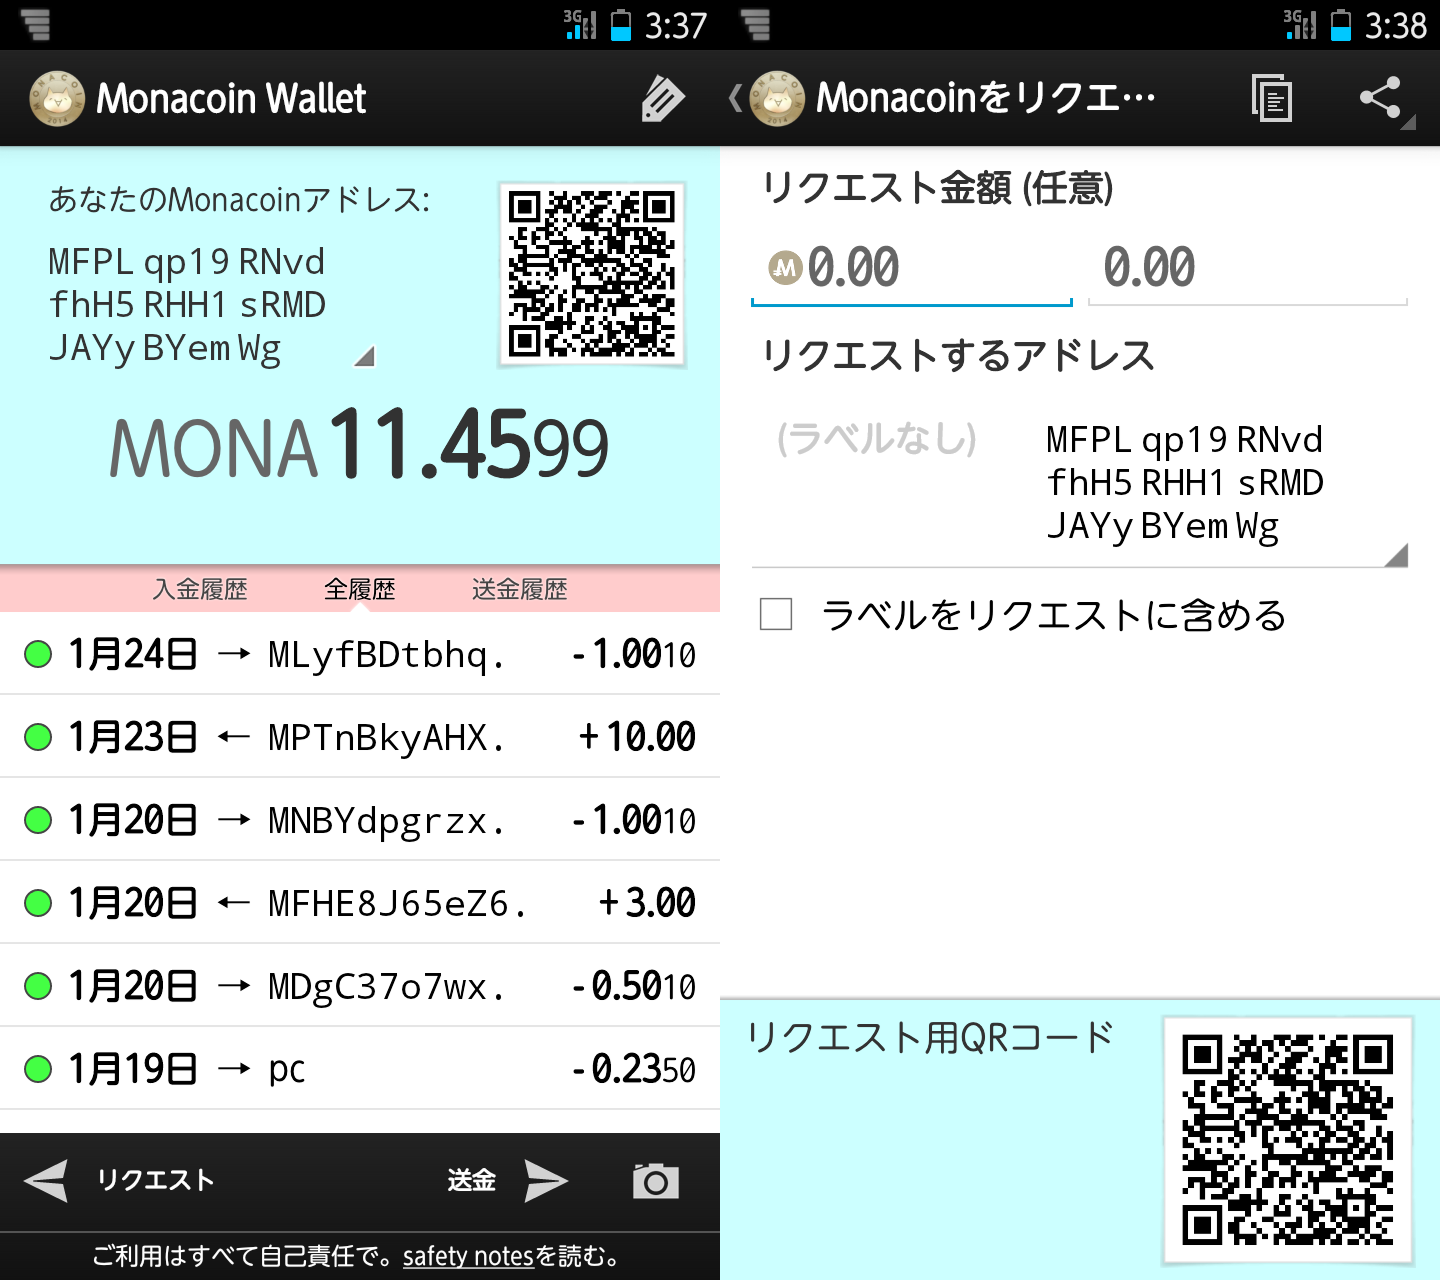 3G 3:37
Monacoin Wallet
あなたのMonacoinアドレス:
MFPL qp19 RNvd
fhH5 RHH1 sRMD
JAYy BYem Wg
MONA 11.4599
入金履歴 全履歴 送金履歴
1月24日 → MLyfBDtbhq. -1.0010
1月23日 ← MPTnBkyAHX. +10.00
1月20日 → MNBYdpgrzx. -1.0010
1月20日 ← MFHE8J65eZ6. +3.00
1月20日 → MDgC37o7wx. -0.5010
1月19日 → pc -0.2350
リクエスト 送金
ご利用はすべて自己責任で。safety notesを読む。
3G 3:38
Monacoinをリクエ…
リクエスト金額 (任意)
0.00 0.00
リクエストするアドレス
(ラベルなし)
MFPL qp19 RNvd
fhH5 RHH1 sRMD
JAYy BYem Wg
ラベルをリクエストに含める
リクエスト用QRコード